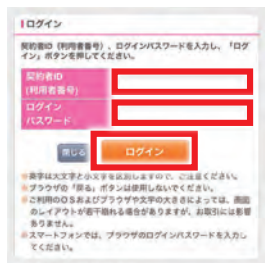 ログイン
契約者ID（利用者番号）、ログインパスワードを入力し、「ログ
イン」ボタンを押してください。
契約者ID
(利用者番号)
ログイン
パスワード
閉じる
ログイン
※英字は大文字と小文字を区別しますので、ご注意ください。
※ブラウザの「戻る」ボタンは使用しないでください。
※ご利用のOSおよびブラウザや文字の大きさによっては、画面
のレイアウトが若干崩れる場合がありますが、お取引には影響
ありません。
※スマートフォンでは、ブラウザのログインパスワードを入力し
てください。